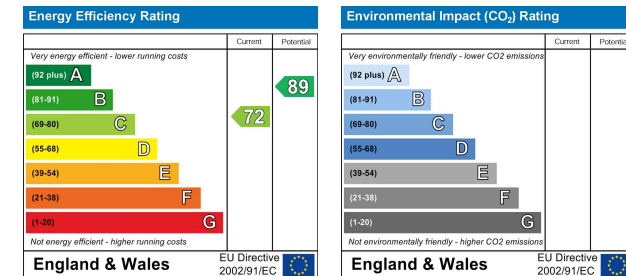 Energy Efficiency Rating
Current Potential
Very energy efficient - lower running costs
(92 plus) A
(81-91) B
(69-80) C
(55-68) D
(39-54) E
(21-38) F
(1-20) G
72
89
Not energy efficient - higher running costs
England & Wales
EU Directive
2002/91/EC
Environmental Impact (CO₂) Rating
Current Potential
Very environmentally friendly - lower CO2 emissions
(92 plus) A
(81-91) B
(69-80) C
(55-68) D
(39-54) E
(21-38) F
(1-20) G
Not environmentally friendly - higher CO2 emissions
England & Wales
EU Directive
2002/91/EC